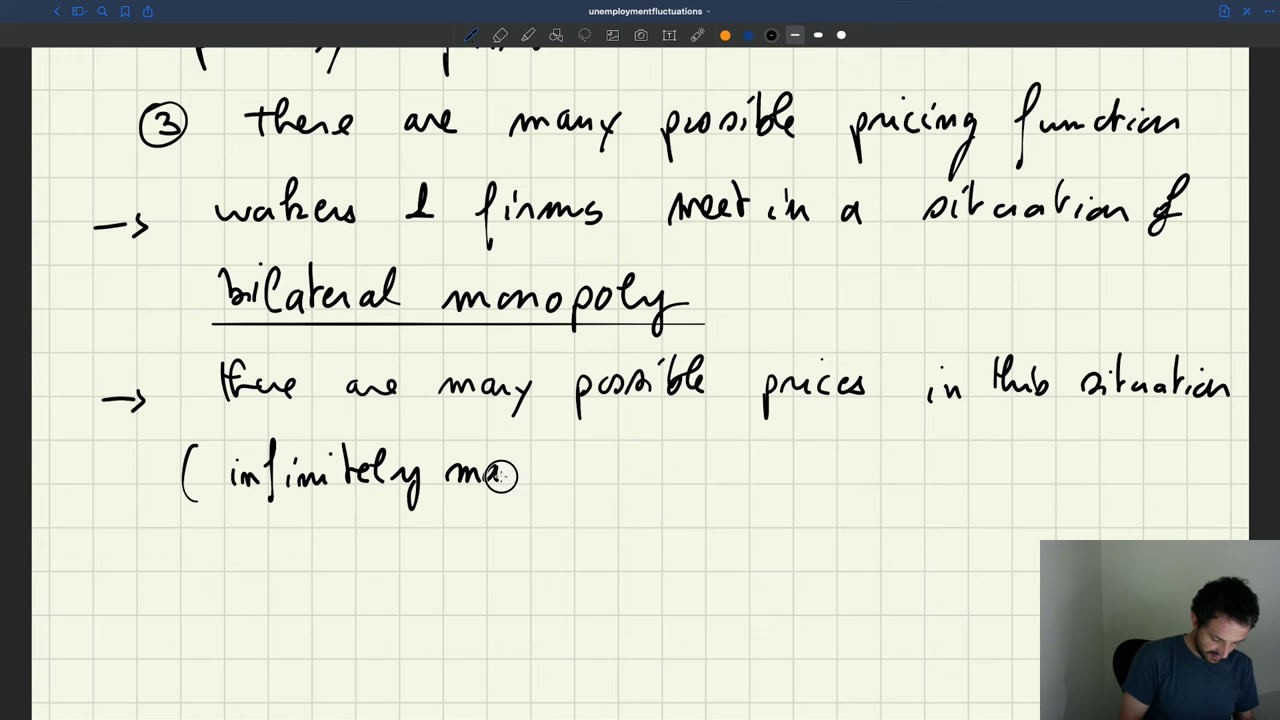 unemploymentfluctuations
③ there are many possible pricing function
→ workers & firms meet in a situation of
bilateral monopoly
→ there are many possible prices in this situation
( infinitely ma